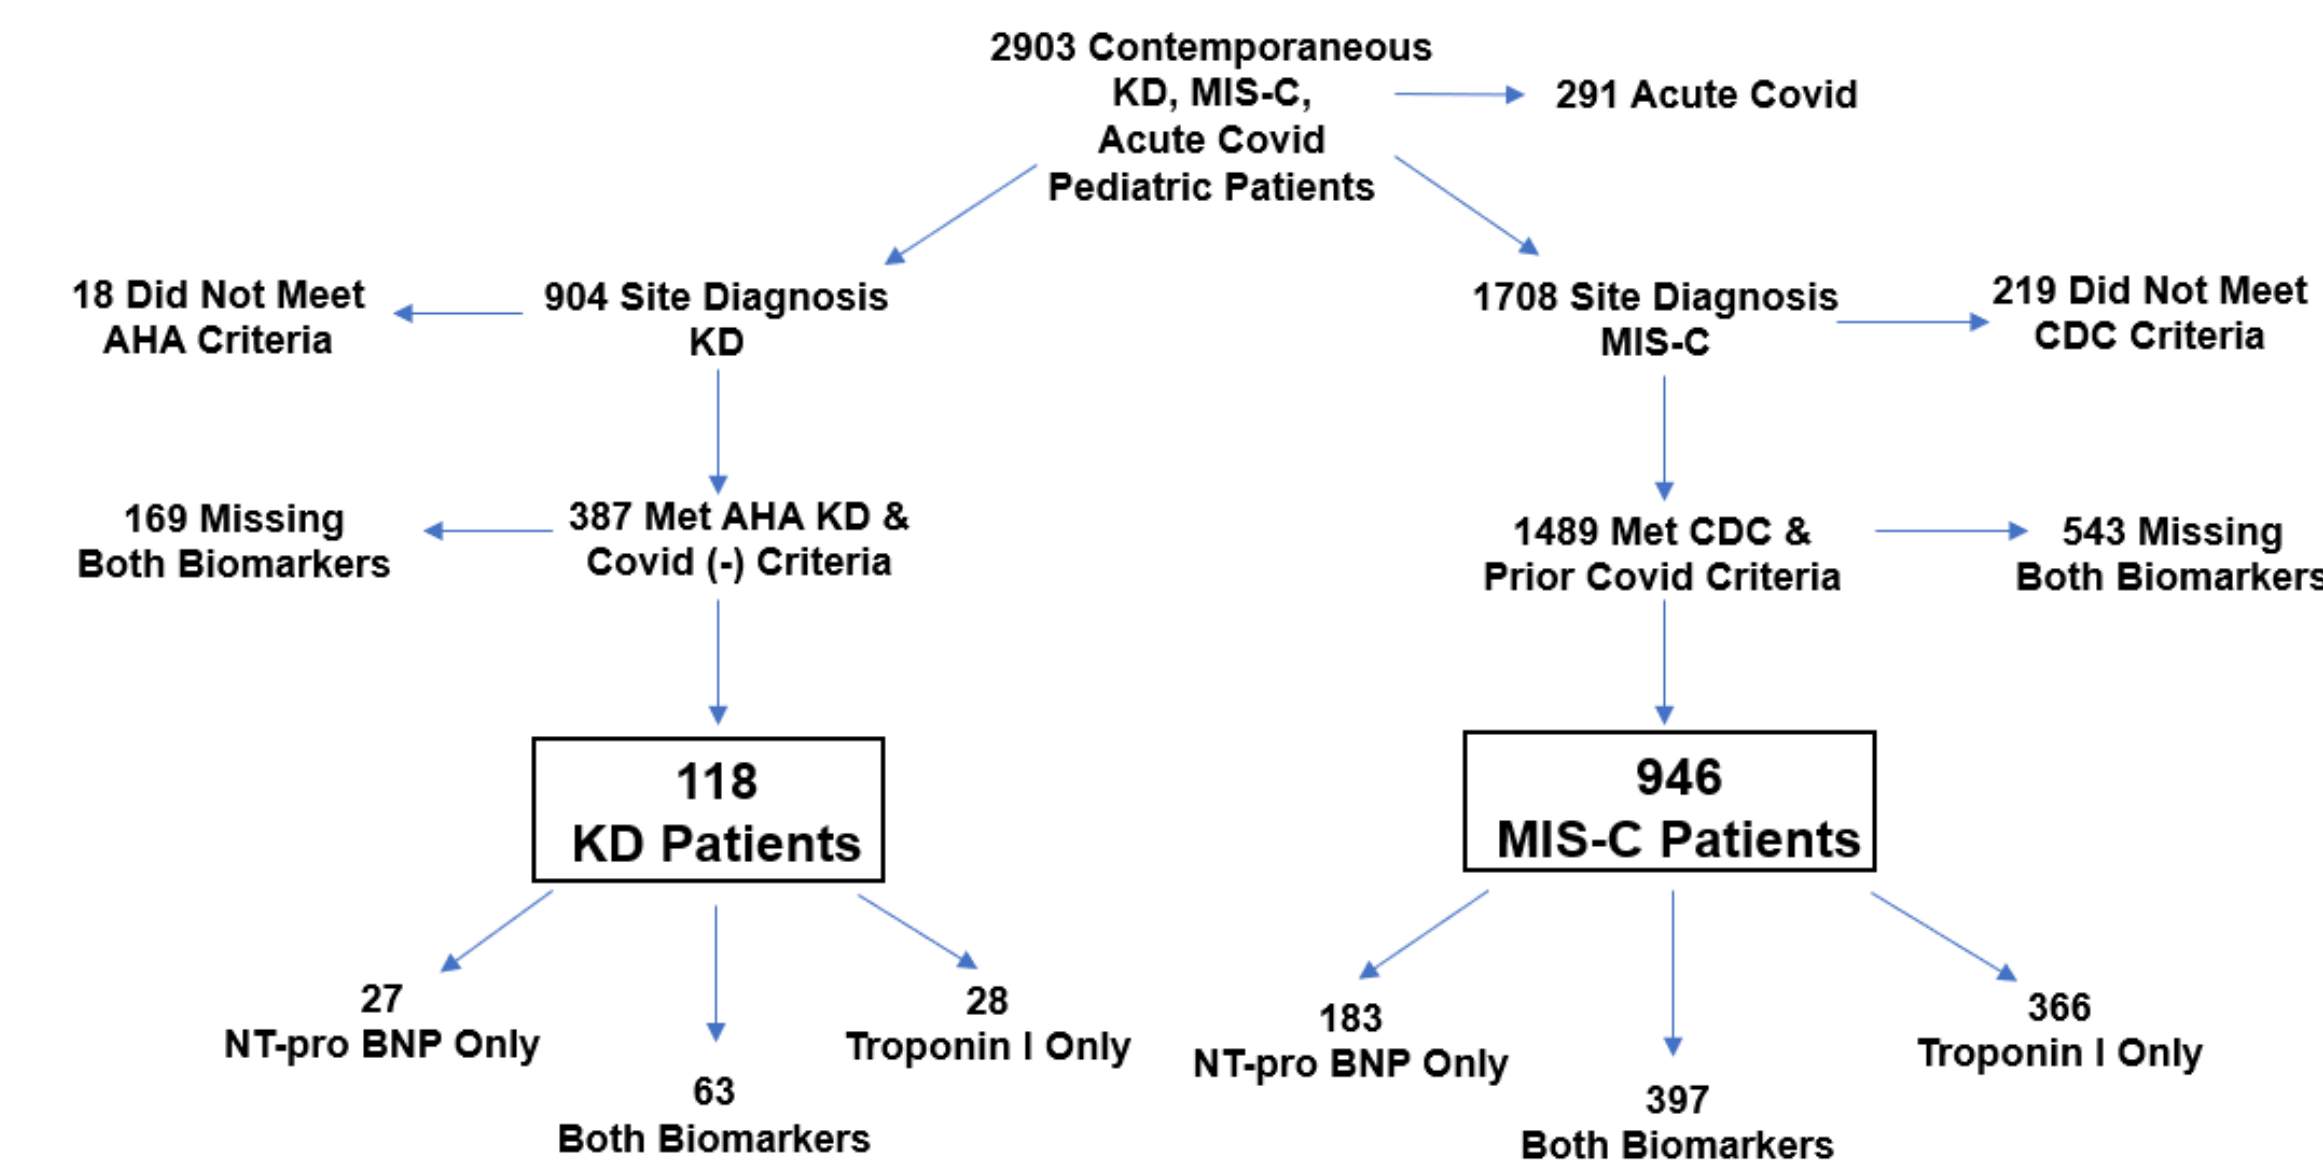 2903 Contemporaneous
KD, MIS-C,
Acute Covid
Pediatric Patients
291 Acute Covid
18 Did Not Meet
AHA Criteria
904 Site Diagnosis
KD
1708 Site Diagnosis
MIS-C
219 Did Not Meet
CDC Criteria
169 Missing
Both Biomarkers
387 Met AHA KD &
Covid (-) Criteria
1489 Met CDC &
Prior Covid Criteria
543 Missing
Both Biomarkers
118
KD Patients
946
MIS-C Patients
27
NT-pro BNP Only
63
Both Biomarkers
28
Troponin I Only
183
NT-pro BNP Only
397
Both Biomarkers
366
Troponin I Only